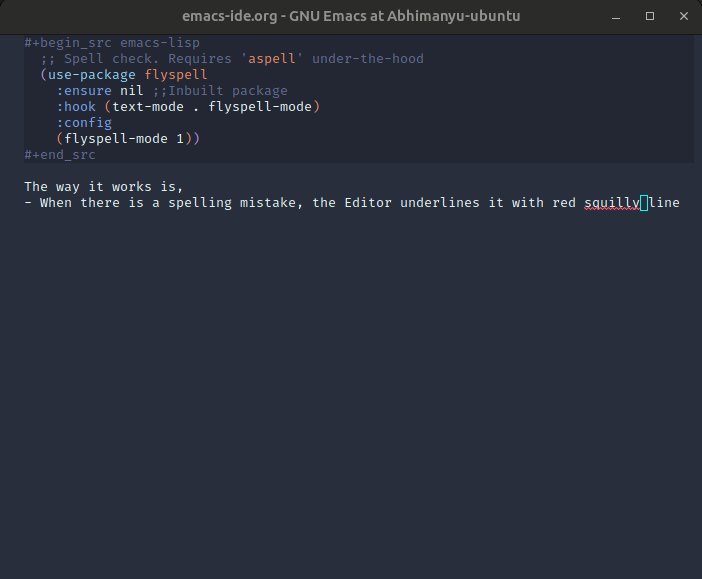 emacs-ide.org - GNU Emacs at Abhimanyu-ubuntu
#+begin_src emacs-lisp
  ;; Spell check. Requires 'aspell' under-the-hood
  (use-package flyspell
    :ensure nil ;;Inbuilt package
    :hook (text-mode . flyspell-mode)
    :config
    (flyspell-mode 1))
#+end_src
The way it works is,
- When there is a spelling mistake, the Editor underlines it with red squilly line